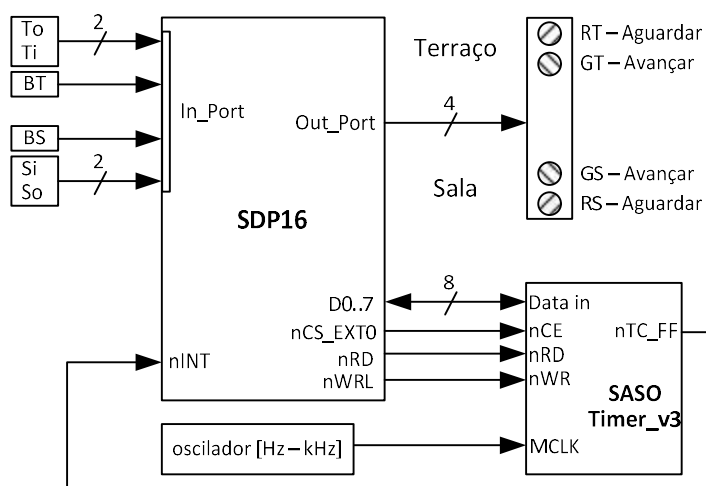 To
Ti
2
BT
BS
Si
So
2
In_Port
Out_Port
SDP16
D0..7
nCS_EXT0
nRD
nWRL
nINT
Terraço
4
Sala
RT – Aguardar
GT – Avançar
GS – Avançar
RS – Aguardar
8
Data in
nCE
nRD
nWR
nTC_FF
SASO
Timer_v3
MCLK
oscilador [Hz – kHz]